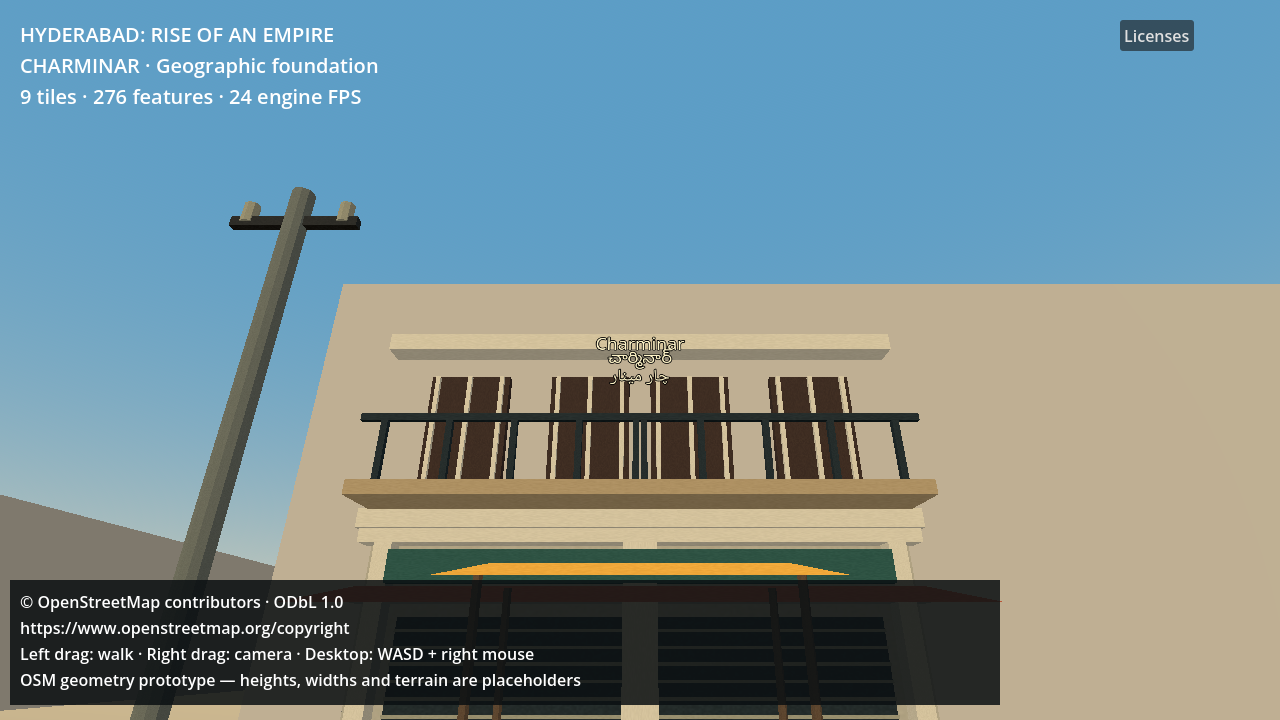 HYDERABAD: RISE OF AN EMPIRE
CHARMINAR · Geographic foundation
9 tiles · 276 features · 24 engine FPS
Licenses
Charminar
చార్మినార్
چار مینار
© OpenStreetMap contributors · ODbL 1.0
https://www.openstreetmap.org/copyright
Left drag: walk · Right drag: camera · Desktop: WASD + right mouse
OSM geometry prototype — heights, widths and terrain are placeholders